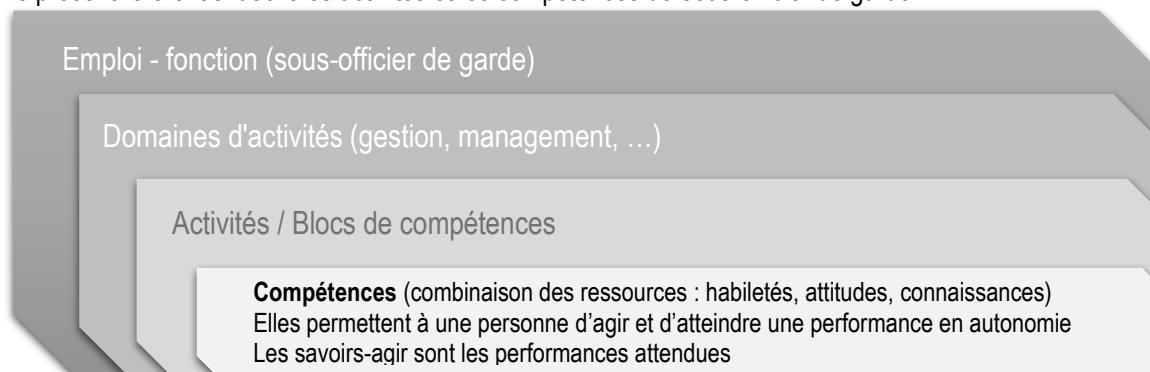 Emploi - fonction (sous-officier de garde)
Domaines d'activités (gestion, management, …)
Activités / Blocs de compétences
Compétences (combinaison des ressources : habiletés, attitudes, connaissances)
Elles permettent à une personne d'agir et d'atteindre une performance en autonomie
Les savoirs-agir sont les performances attendues